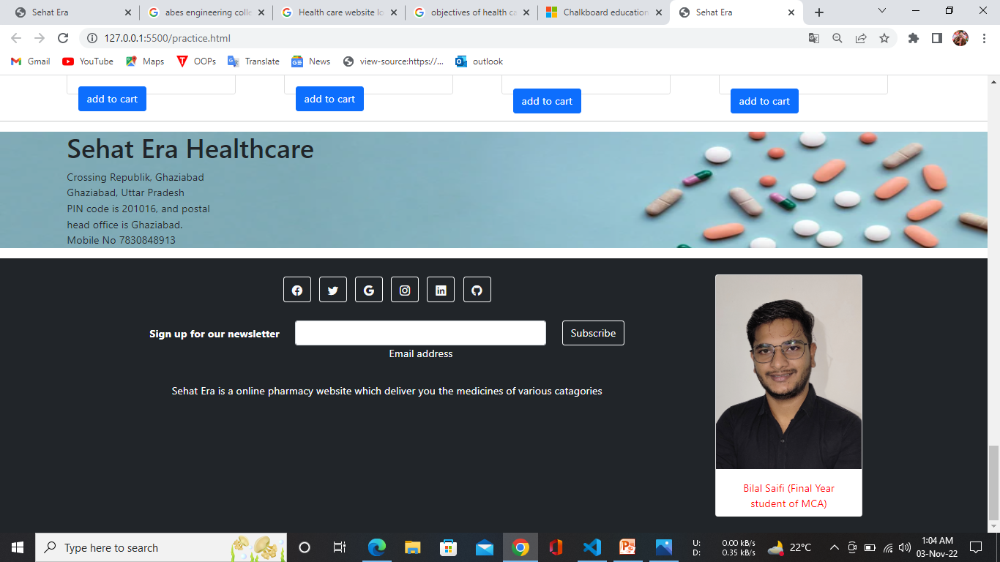 Sehat Era
abes engineering colle
Health care website lo
objectives of health ca
Chalkboard education
Sehat Era
127.0.0.1:5500/practice.html
Gmail
YouTube
Maps
OOPs
Translate
News
view-source:https://...
outlook
add to cart
add to cart
add to cart
add to cart
Sehat Era Healthcare
Crossing Republik, Ghaziabad
Ghaziabad, Uttar Pradesh
PIN code is 201016, and postal
head office is Ghaziabad.
Mobile No 7830848913
Sign up for our newsletter
Subscribe
Email address
Sehat Era is a online pharmacy website which deliver you the medicines of various catagories
Bilal Saifi (Final Year
student of MCA)
Type here to search
U: 0.00 kB/s
D: 0.35 kB/s
22°C
1:04 AM
03-Nov-22